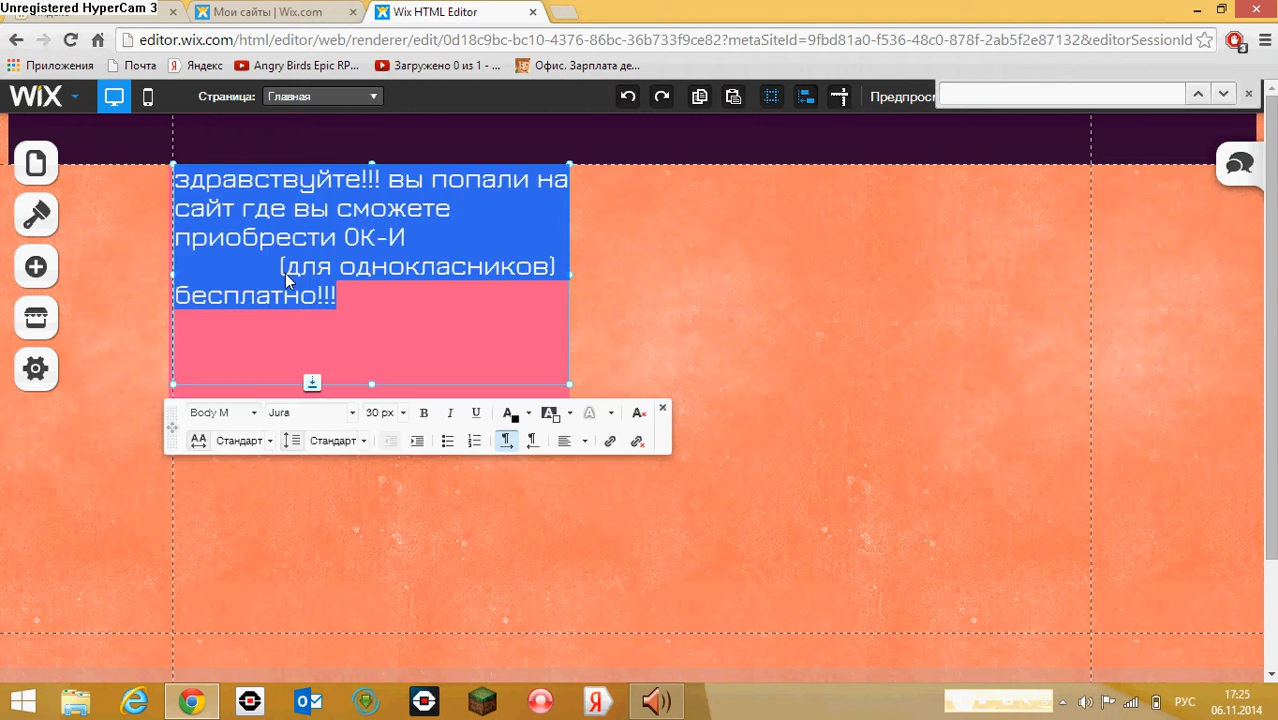 Unregistered HyperCam 3
Мои сайты | Wix.com
Wix HTML Editor
editor.wix.com/html/editor/web/renderer/edit/0d18c9bc-bc10-4376-86bc-36b733f9ce82?metaSiteId=9fbd81a0-f536-48c0-878f-2ab5f2e87132&editorSessionId
3
Приложения
Почта
Яндекс
Angry Birds Epic RP...
Загружено 0 из 1 - ...
Офис. Зарплата де...
WiX
Страница:
Главная
Предпрос
здравствуйте!!! вы попали на
сайт где вы сможете
приобрести ОК-И
(для однокласников)
бесплатно!!!
Body M
Jura
30 px
B
I
U
A
A
A
A
AA
Стандарт
Стандарт
РУС
17:25
06.11.2014